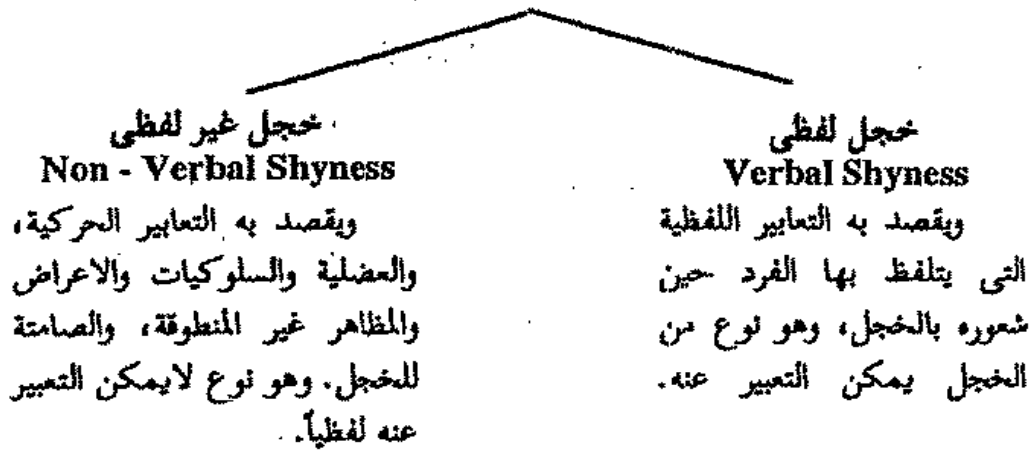 خجل لفظى
Verbal Shyness
ويقصد به التعابير اللفظية
التى يتلفظ بها الفرد حين
شعوره بالخجل، وهو نوع من
الخجل يمكن التعبير عنه.
خجل غير لفظى
Non - Verbal Shyness
ويقصد به التعابير الحركية،
والعضلية والسلوكيات والاعراض
والمظاهر غير المنطوقة، والصامتة
للخجل. وهو نوع لايمكن التعبير
عنه لفظياً.